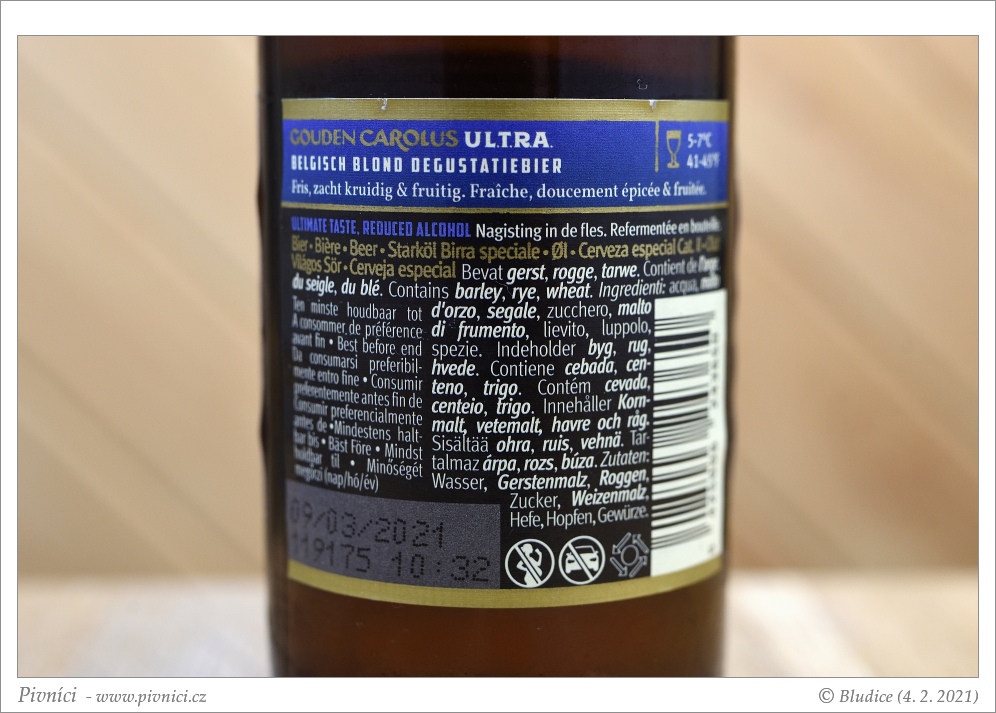 GOUDEN CAROLUS ULTRA
5-7°C
BELGISCH BLOND DEGUSTATIEBIER
41-45°F
Fris, zacht kruidig & fruitig. Fraîche, doucement épicée & fruitée.
ULTIMATE TASTE, REDUCED ALCOHOL Nagisting in de fles. Refermentée en bouteille.
Bier • Bière • Beer • Starköl Birra speciale • Øl • Cerveza especial Cat. II •
Világos Sör • Cerveja especial Bevat gerst, rogge, tarwe. Contient de l'orge,
du seigle, du blé. Contains barley, rye, wheat. Ingredienti: acqua, malto
d'orzo, segale, zucchero, malto
di frumento, lievito, luppolo,
spezie. Indeholder byg, rug,
hvede. Contiene cebada, cen-
teno, trigo. Contém cevada,
centeio, trigo. Innehåller Korn-
malt, vetemalt, havre och råg.
Sisältää ohra, ruis, vehnä. Tar-
talmaz árpa, rozs, búza. Zutaten:
Wasser, Gerstenmalz, Roggen,
Zucker, Weizenmalz,
Hefe, Hopfen, Gewürze.
Ten minste houdbaar tot
A consommer de préférence
avant fin • Best before end
Da consumarsi preferibil-
mente entro fine • Consumir
preferentemente antes fin de
Consumir preferencialmente
antes de • Mindestens halt-
bar bis • Bäst Före • Mindst
holdbar til • Minőségét
megőrzi (nap/hó/év)
09/03/2021
119175 10:32
Pivníci - www.pivnici.cz
© Bludice (4. 2. 2021)